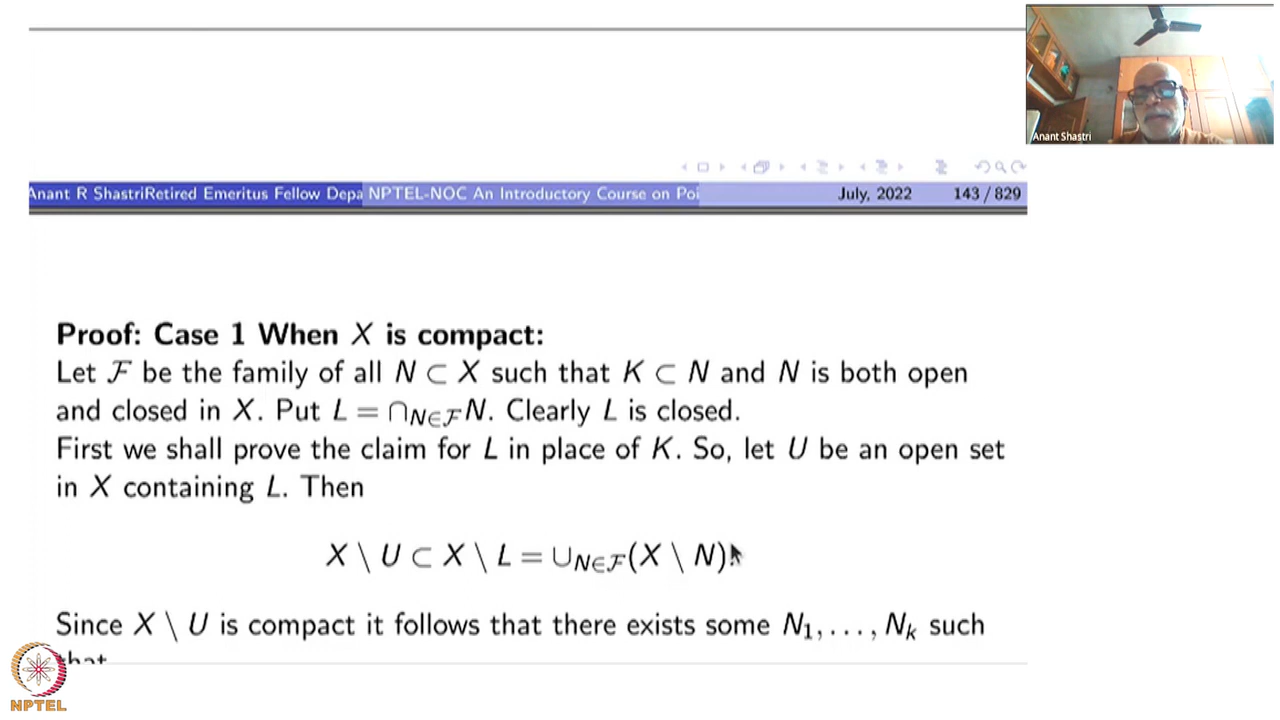 Anant Shastri
Anant R ShastriRetired Emeritus Fellow Depa NPTEL-NOC An Introductory Course on Poi July, 2022 143 / 829
Proof: Case 1 When X is compact:
Let ℱ be the family of all N ⊂ X such that K ⊂ N and N is both open
and closed in X. Put L = ∩_{N∈ℱ} N. Clearly L is closed.
First we shall prove the claim for L in place of K. So, let U be an open set
in X containing L. Then
X \ U ⊂ X \ L = ∪_{N∈ℱ}(X \ N).
Since X \ U is compact it follows that there exists some N₁, . . . , Nₖ such
that
NPTEL